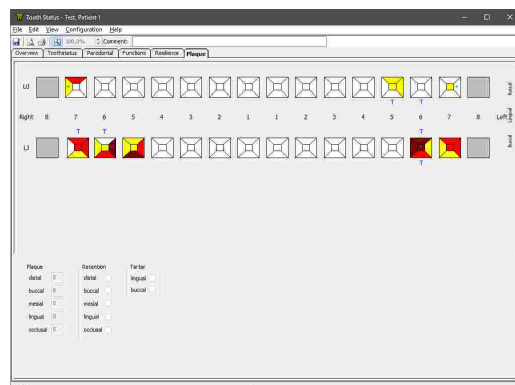 Tooth Status - Test, Patient 1
File Edit View Configuration Help
100,0% Comment:
Overview Toothstatus Parodontal Functions Resilience Plaque
UJ
Buccal
T T
Right 8 7 6 5 4 3 2 1 1 2 3 4 5 6 7 8 Left
Lingual
T T T
LJ
Buccal
T
Plaque Retention Tartar
distal 0 distal lingual
buccal 0 buccal buccal
mesial 0 mesial
lingual 0 lingual
occlusal 0 occlusal